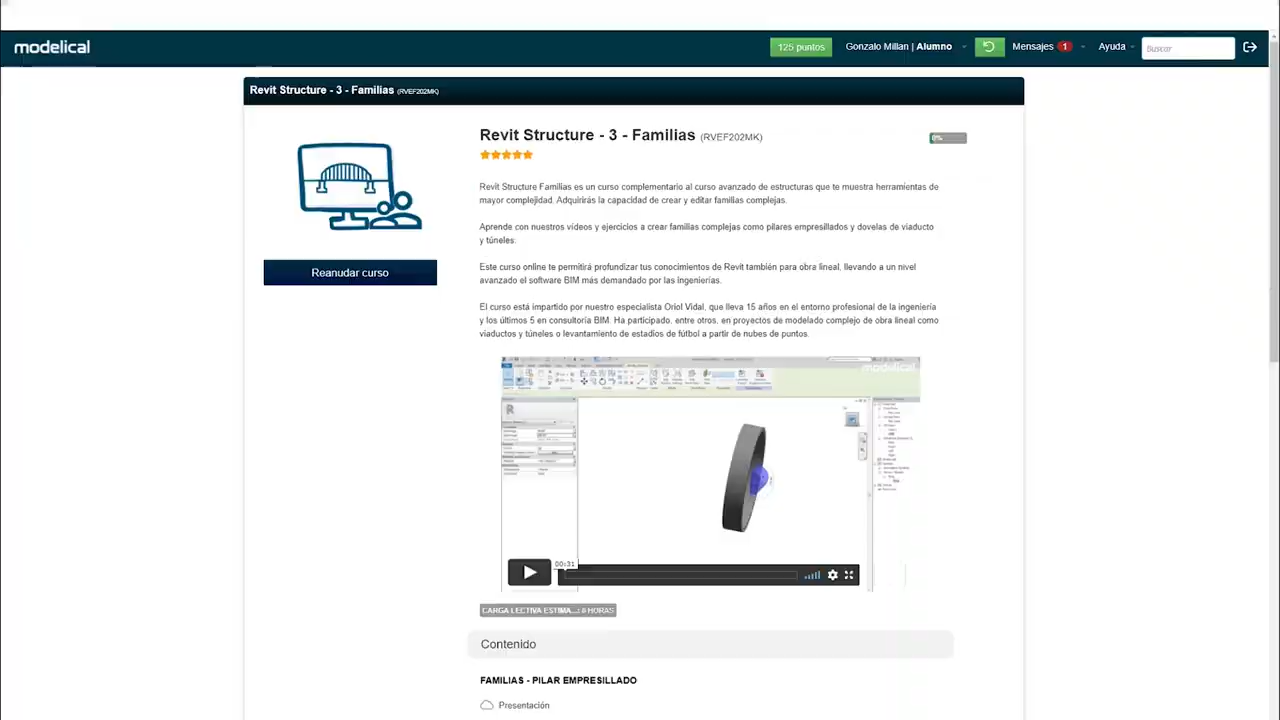 modelical
125 puntos
Gonzalo Millan | Alumno
Mensajes 1
Ayuda
Buscar
Revit Structure - 3 - Familias (RVEF202MK)
Revit Structure - 3 - Familias (RVEF202MK)
0%
Revit Structure Familias es un curso complementario al curso avanzado de estructuras que te muestra herramientas de
mayor complejidad. Adquirirás la capacidad de crear y editar familias complejas.
Aprende con nuestros vídeos y ejercicios a crear familias complejas como pilares empresillados y dovelas de viaducto
y túneles.
Este curso online te permitirá profundizar tus conocimientos de Revit también para obra lineal, llevando a un nivel
avanzado el software BIM más demandado por las ingenierías.
El curso está impartido por nuestro especialista Oriol Vidal, que lleva 15 años en el entorno profesional de la ingeniería
y los últimos 5 en consultoría BIM. Ha participado, entre otros, en proyectos de modelado complejo de obra lineal como
viaductos y túneles o levantamiento de estadios de fútbol a partir de nubes de puntos.
Reanudar curso
modelical
00:31
CARGA LECTIVA ESTIMA...: HORAS
Contenido
FAMILIAS - PILAR EMPRESILLADO
Presentación